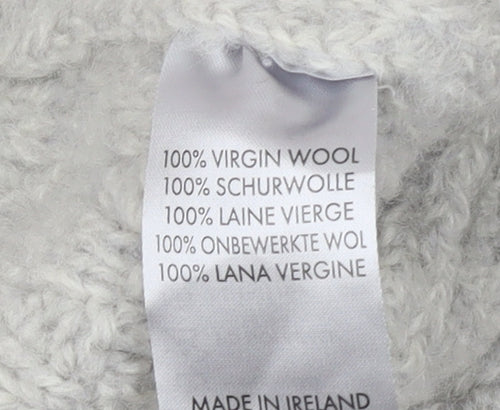 100% VIRGIN WOOL
100% SCHURWOLLE
100% LAINE VIERGE
100% ONBEWERKTE WOL
100% LANA VERGINE
MADE IN IRELAND